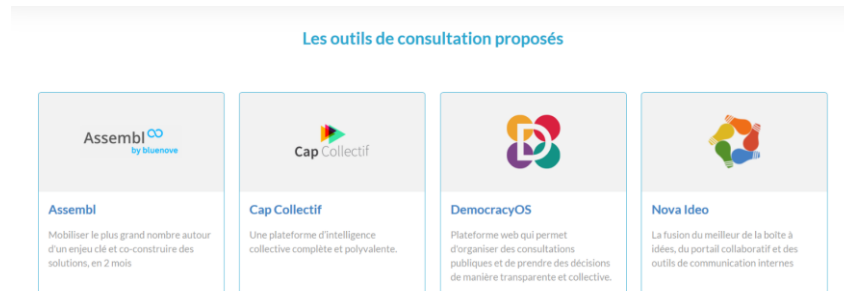 Les outils de consultation proposés
Assembl
by bluenove
Cap Collectif
D
Assembl
Mobiliser le plus grand nombre autour
d'un enjeu clé et co-construire des
solutions, en 2 mois
Cap Collectif
Une plateforme d'intelligence
collective complète et polyvalente.
DemocracyOS
Plateforme web qui permet
d'organiser des consultations
publiques et de prendre des décisions
de manière transparente et collective.
Nova Ideo
La fusion du meilleur de la boîte à
idées, du portail collaboratif et des
outils de communication internes